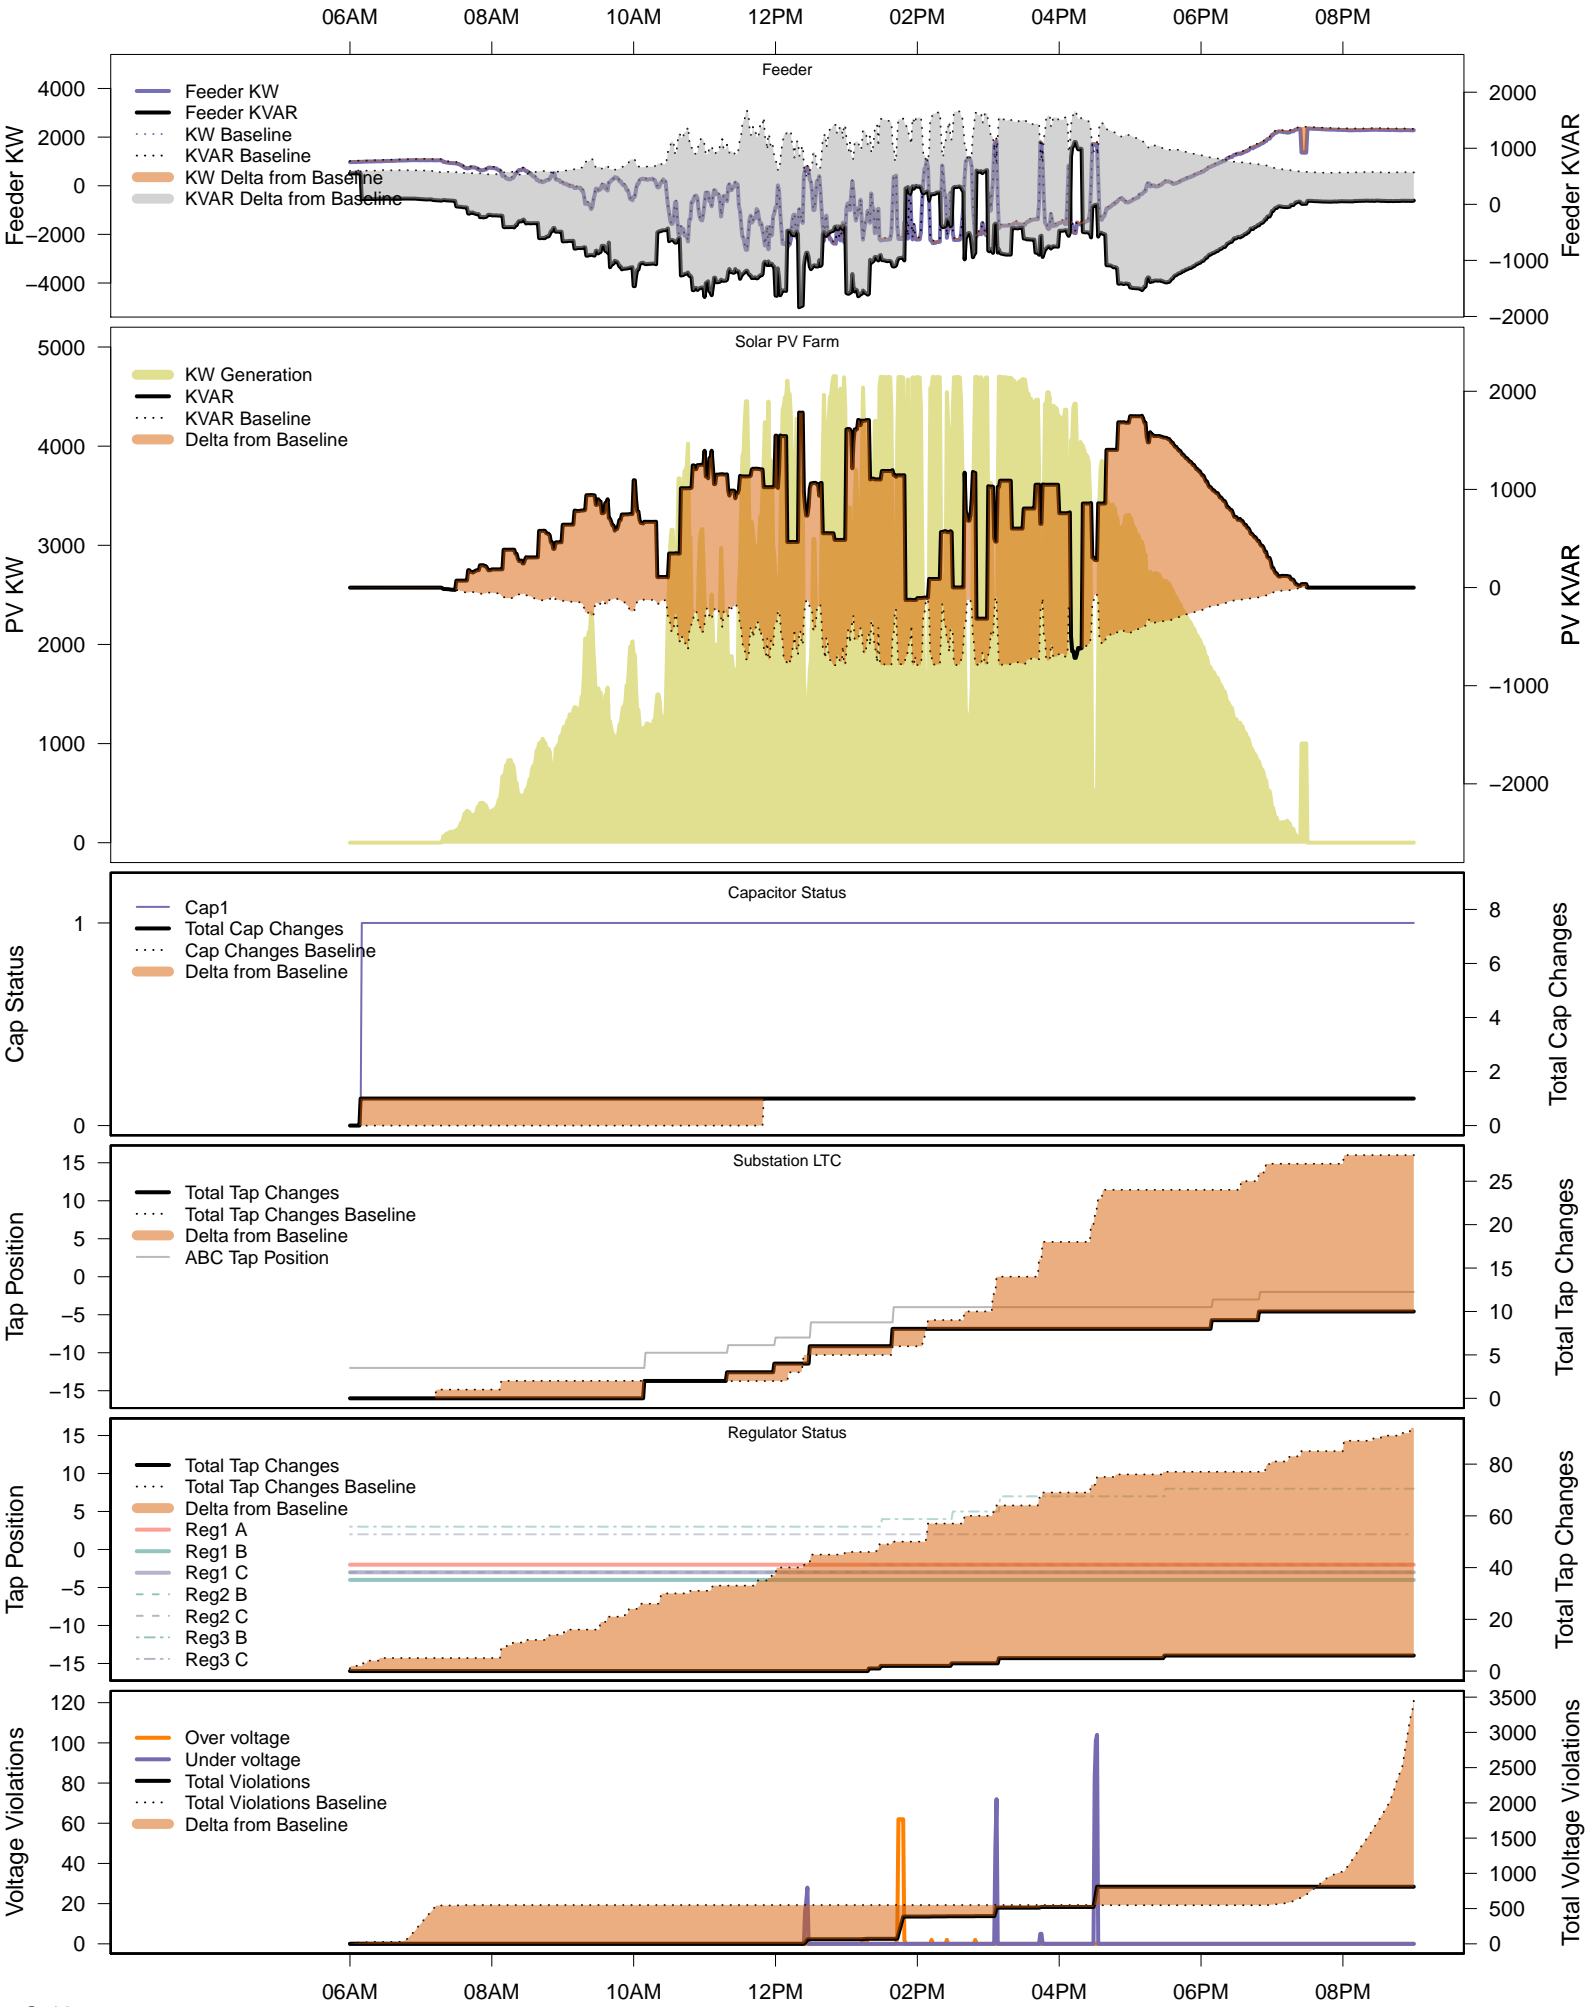 06AM 08AM 10AM 12PM 02PM 04PM 06PM 08PM
Feeder
Feeder KW
Feeder KVAR
KW Baseline
KVAR Baseline
KW Delta from Baseline
KVAR Delta from Baseline
4000
2000
0
−2000
−4000
Feeder KW
2000
1000
0
−1000
−2000
Feeder KVAR
Solar PV Farm
KW Generation
KVAR
KVAR Baseline
Delta from Baseline
5000
4000
3000
2000
1000
0
PV KW
2000
1000
0
−1000
−2000
PV KVAR
Capacitor Status
Cap1
Total Cap Changes
Cap Changes Baseline
Delta from Baseline
1
0
Cap Status
8
6
4
2
0
Total Cap Changes
Substation LTC
Total Tap Changes
Total Tap Changes Baseline
Delta from Baseline
ABC Tap Position
15
10
5
0
−5
−10
−15
Tap Position
25
20
15
10
5
0
Total Tap Changes
Regulator Status
Total Tap Changes
Total Tap Changes Baseline
Delta from Baseline
Reg1 A
Reg1 B
Reg1 C
Reg2 B
Reg2 C
Reg3 B
Reg3 C
15
10
5
0
−5
−10
−15
Tap Position
80
60
40
20
0
Total Tap Changes
Over voltage
Under voltage
Total Violations
Total Violations Baseline
Delta from Baseline
120
100
80
60
40
20
0
Voltage Violations
3500
3000
2500
2000
1500
1000
500
0
Total Voltage Violations
06AM 08AM 10AM 12PM 02PM 04PM 06PM 08PM